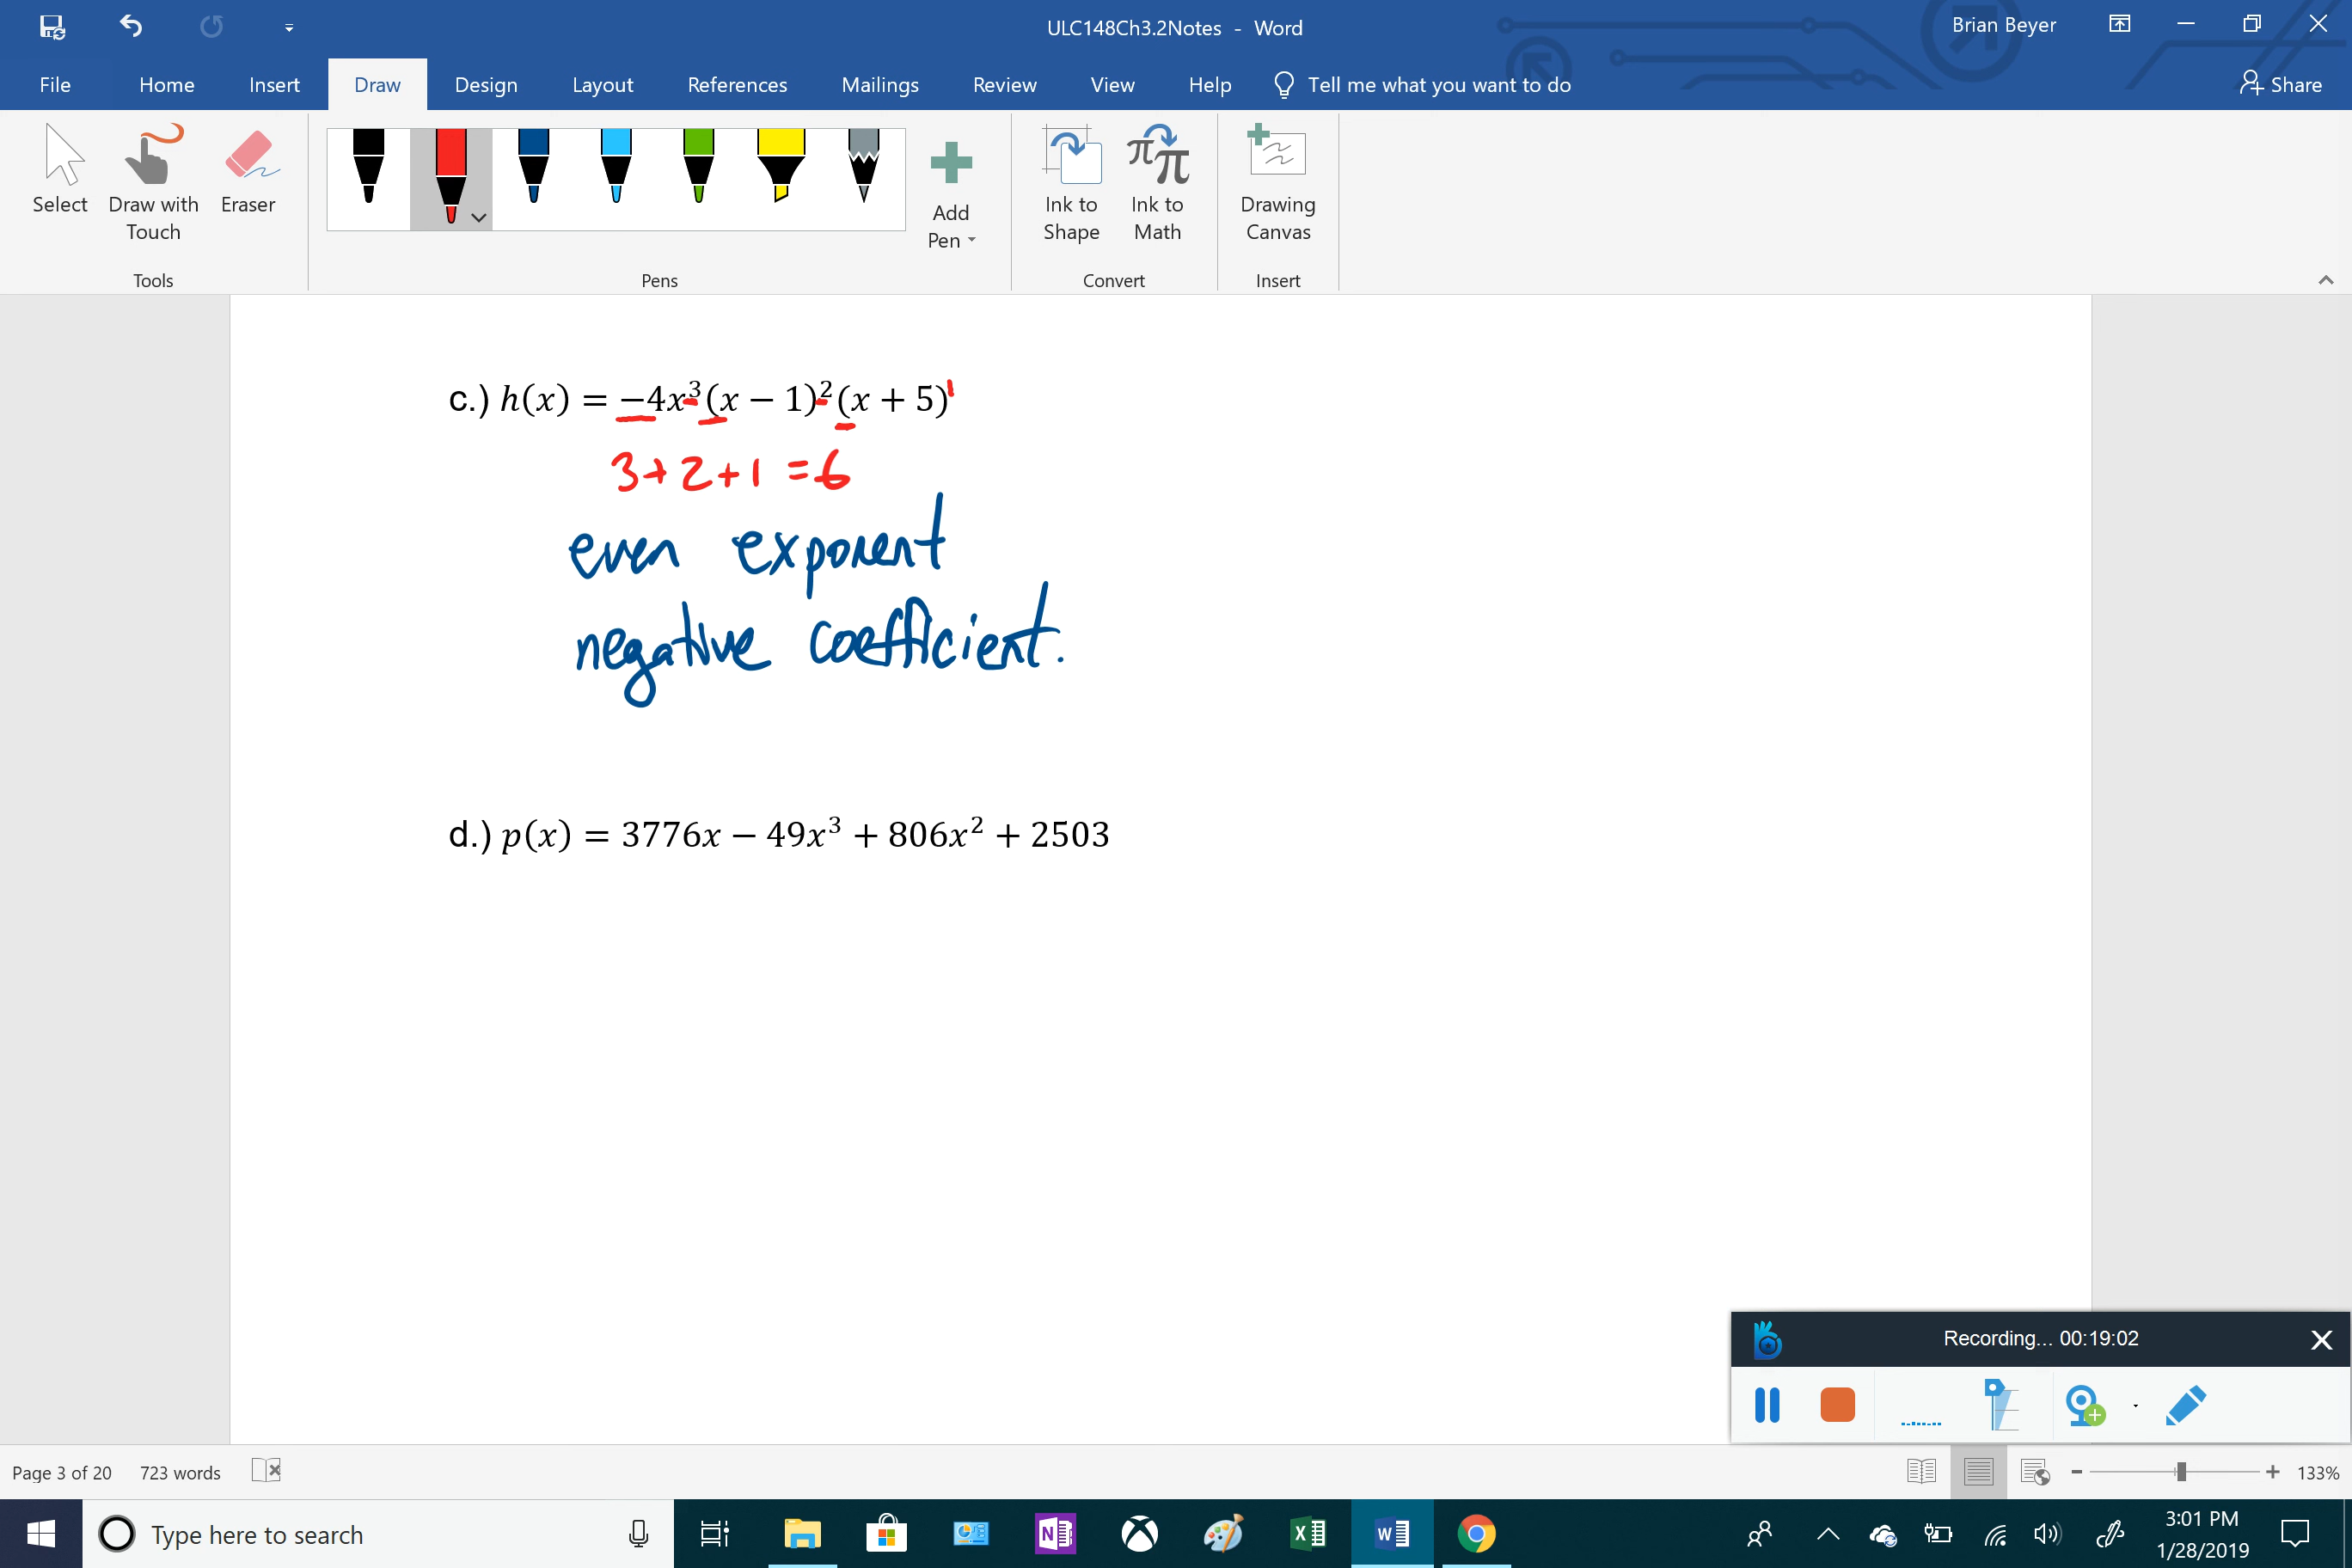 ULC148Ch3.2Notes - Word
Brian Beyer
File Home Insert Draw Design Layout References Mailings Review View Help Tell me what you want to do Share
Select Draw with Touch Eraser Add Pen Ink to Shape Ink to Math Drawing Canvas
Tools Pens Convert Insert
c.) h(x) = −4x³(x − 1)²(x + 5)¹
3+2+1 =6
even exponent
negative coefficient.
d.) p(x) = 3776x − 49x³ + 806x² + 2503
Recording... 00:19:02
Page 3 of 20 723 words 133%
Type here to search
3:01 PM
1/28/2019